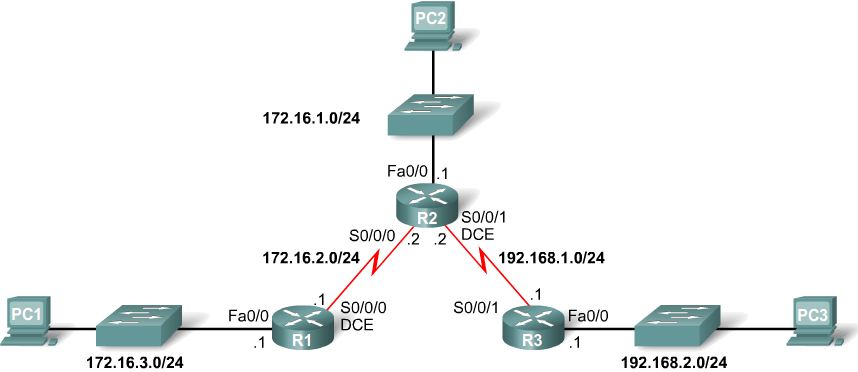 PC2
172.16.1.0/24
Fa0/0
.1
R2
S0/0/1
DCE
S0/0/0
.2
.2
172.16.2.0/24
192.168.1.0/24
.1
S0/0/0
DCE
.1
S0/0/1
PC1
Fa0/0
.1
R1
R3
Fa0/0
.1
PC3
172.16.3.0/24
192.168.2.0/24